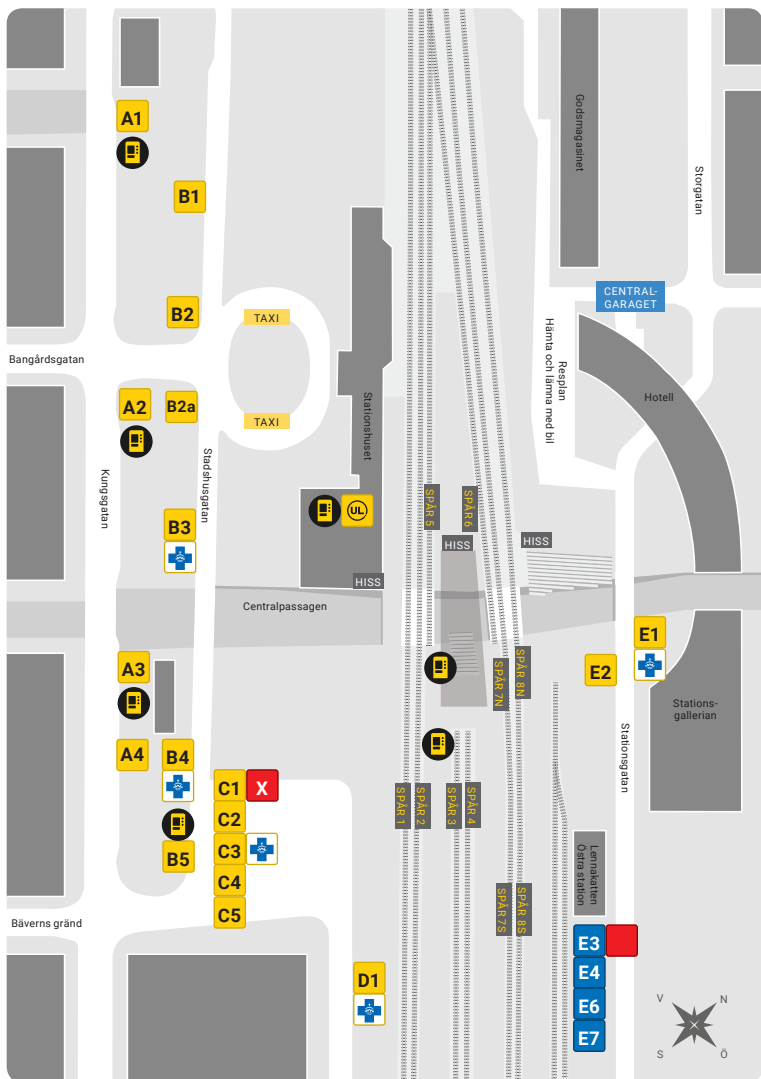 A1
B1
Godsmagasinet
Storgatan
CENTRAL-
GARAGET
B2
TAXI
Bangårdsgatan
Resplan
Hämta och lämna med bil
Hotell
A2
B2a
TAXI
Stationshuset
Kungsgatan
Stadshusgatan
SPÅR 5
SPÅR 6
UL
B3
HISS
HISS
HISS
Centralpassagen
E1
E2
A3
SPÅR 7N
SPÅR 8N
Stations-
gallerian
Stationsgatan
A4
B4
C1
X
C2
SPÅR 1
SPÅR 2
SPÅR 3
SPÅR 4
B5
C3
C4
C5
Lennakatten
Östra station
SPÅR 7S
SPÅR 8S
Bäverns gränd
E3
E4
D1
E6
E7
V
N
S
Ö